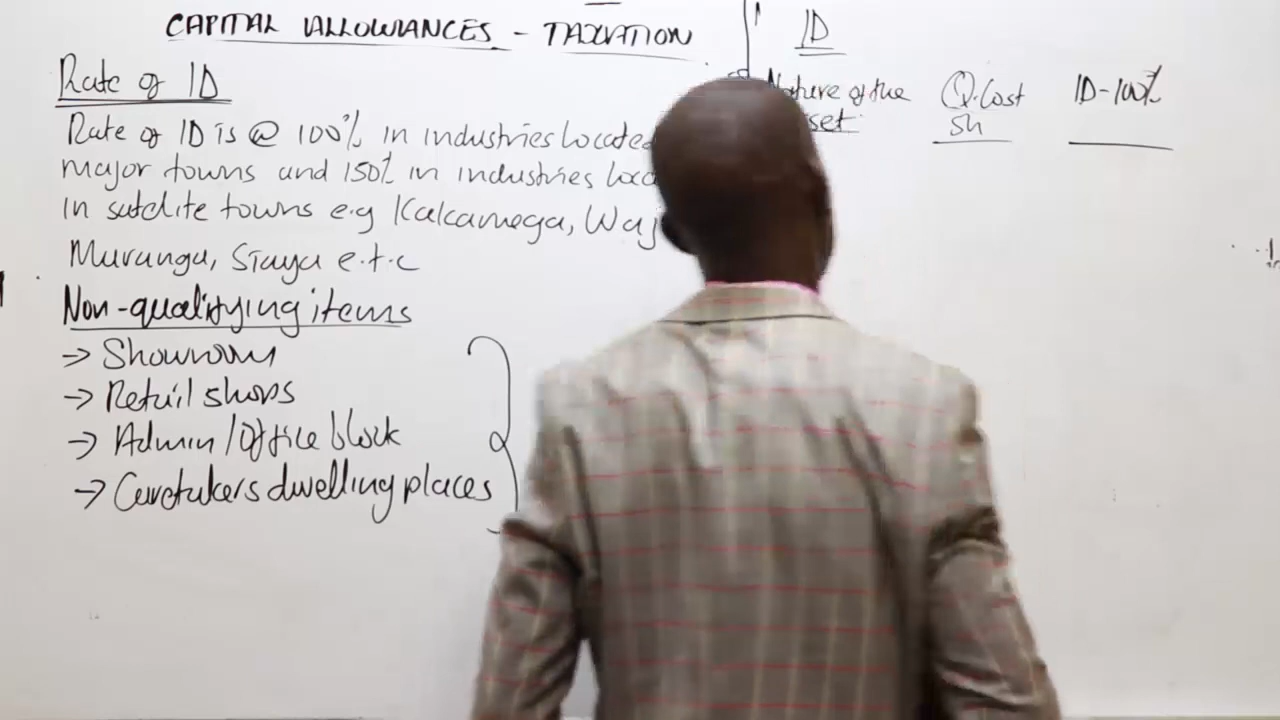 CAPITAL ALLOWANCES - TAXATION
Rate of ID
Rate of ID is @ 100% in industries Located
major towns and 150% in industries
in satelite towns e.g Kakamega,
Muranga, Siaya e.t.c
Non-qualifying items
→ Showroom
→ Retail shops
→ Admin/Office block
→ Caretakers dwelling places
ID
Nature of the
Q.Cost
sh
ID-100%